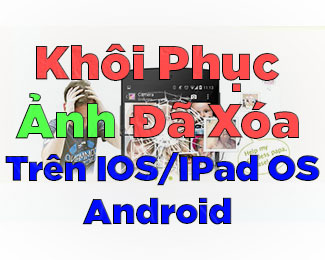 Khôi Phục
Ảnh Đã Xóa
Trên IOS/IPad OS
Android